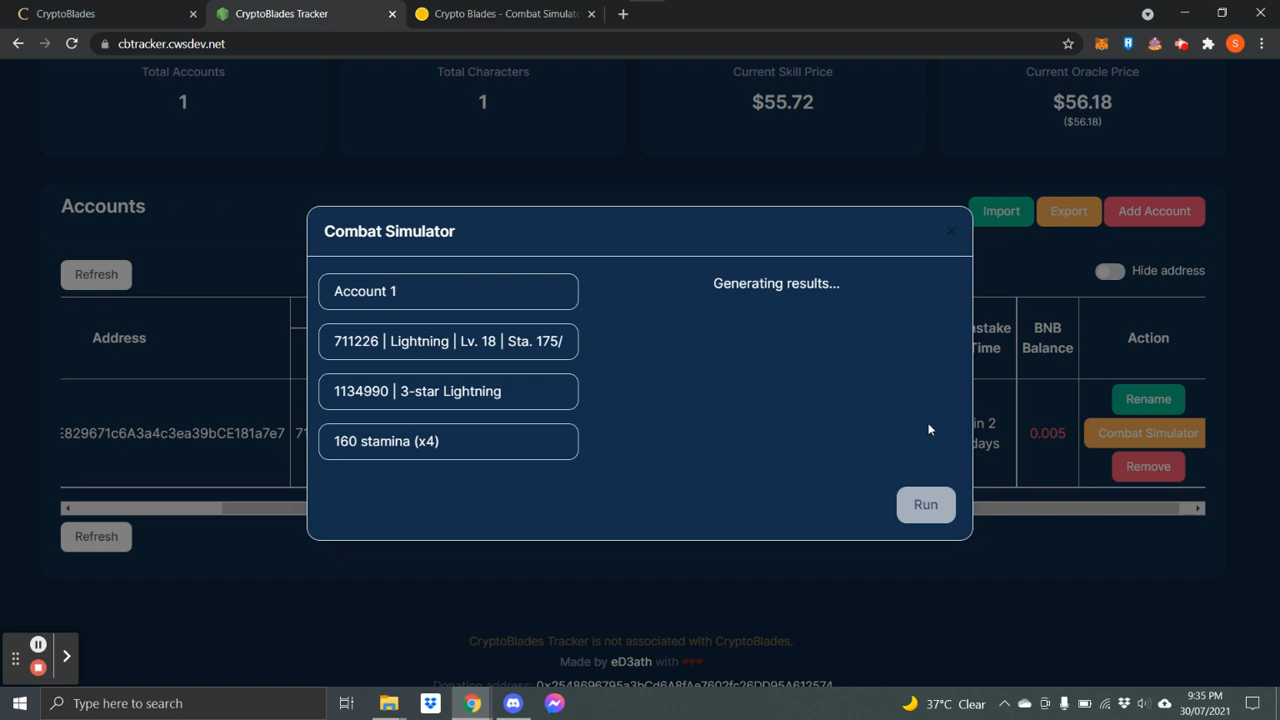 CryptoBlades
CryptoBlades Tracker
Crypto Blades - Combat Simulato
cbtracker.cwsdev.net
S
Total Accounts
Total Characters
Current Skill Price
Current Oracle Price
1
1
$55.72
$56.18
($56.18)
Accounts
Import
Export
Add Account
Refresh
Hide address
Address
nstake
Time
BNB
Balance
Action
E829671c6A3a4c3ea39bCE181a7e7
71
in 2
days
0.005
Rename
Combat Simulator
Remove
Refresh
Combat Simulator
Account 1
711226 | Lightning | Lv. 18 | Sta. 175/
1134990 | 3-star Lightning
160 stamina (x4)
Generating results...
Run
CryptoBlades Tracker is not associated with CryptoBlades.
Made by eD3ath with ♥♥♥
Type here to search
37°C Clear
9:35 PM
30/07/2021